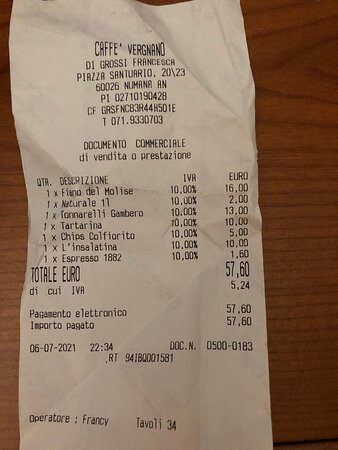 CAFFE' VERGNANO
DI GROSSI FRANCESCA
PIAZZA SANTUARIO, 20\23
60026 NUMANA AN
PI 02710190428
CF GRSFNC83R44H501E
T 071.9330703
DOCUMENTO COMMERCIALE
di vendita o prestazione
QTA. DESCRIZIONE IVA EURO
1 x Fiano del Molise 10,00% 16,00
1 x Naturale 1l 10,00% 2,00
1 x Tonnarelli Gambero 10,00% 13,00
1 x Tartarina 10,00% 10,00
1 x Chips Colfiorito 10,00% 5,00
1 x L'insalatina 10,00% 10,00
1 x Espresso 1882 10,00% 1,60
TOTALE EURO 57,60
di cui IVA 5,24
Pagamento elettronico 57,60
Importo pagato 57,60
06-07-2021 22:34 DOC.N. 0500-0183
RT 94IBQ001581
Operatore : Francy Tavoli 34